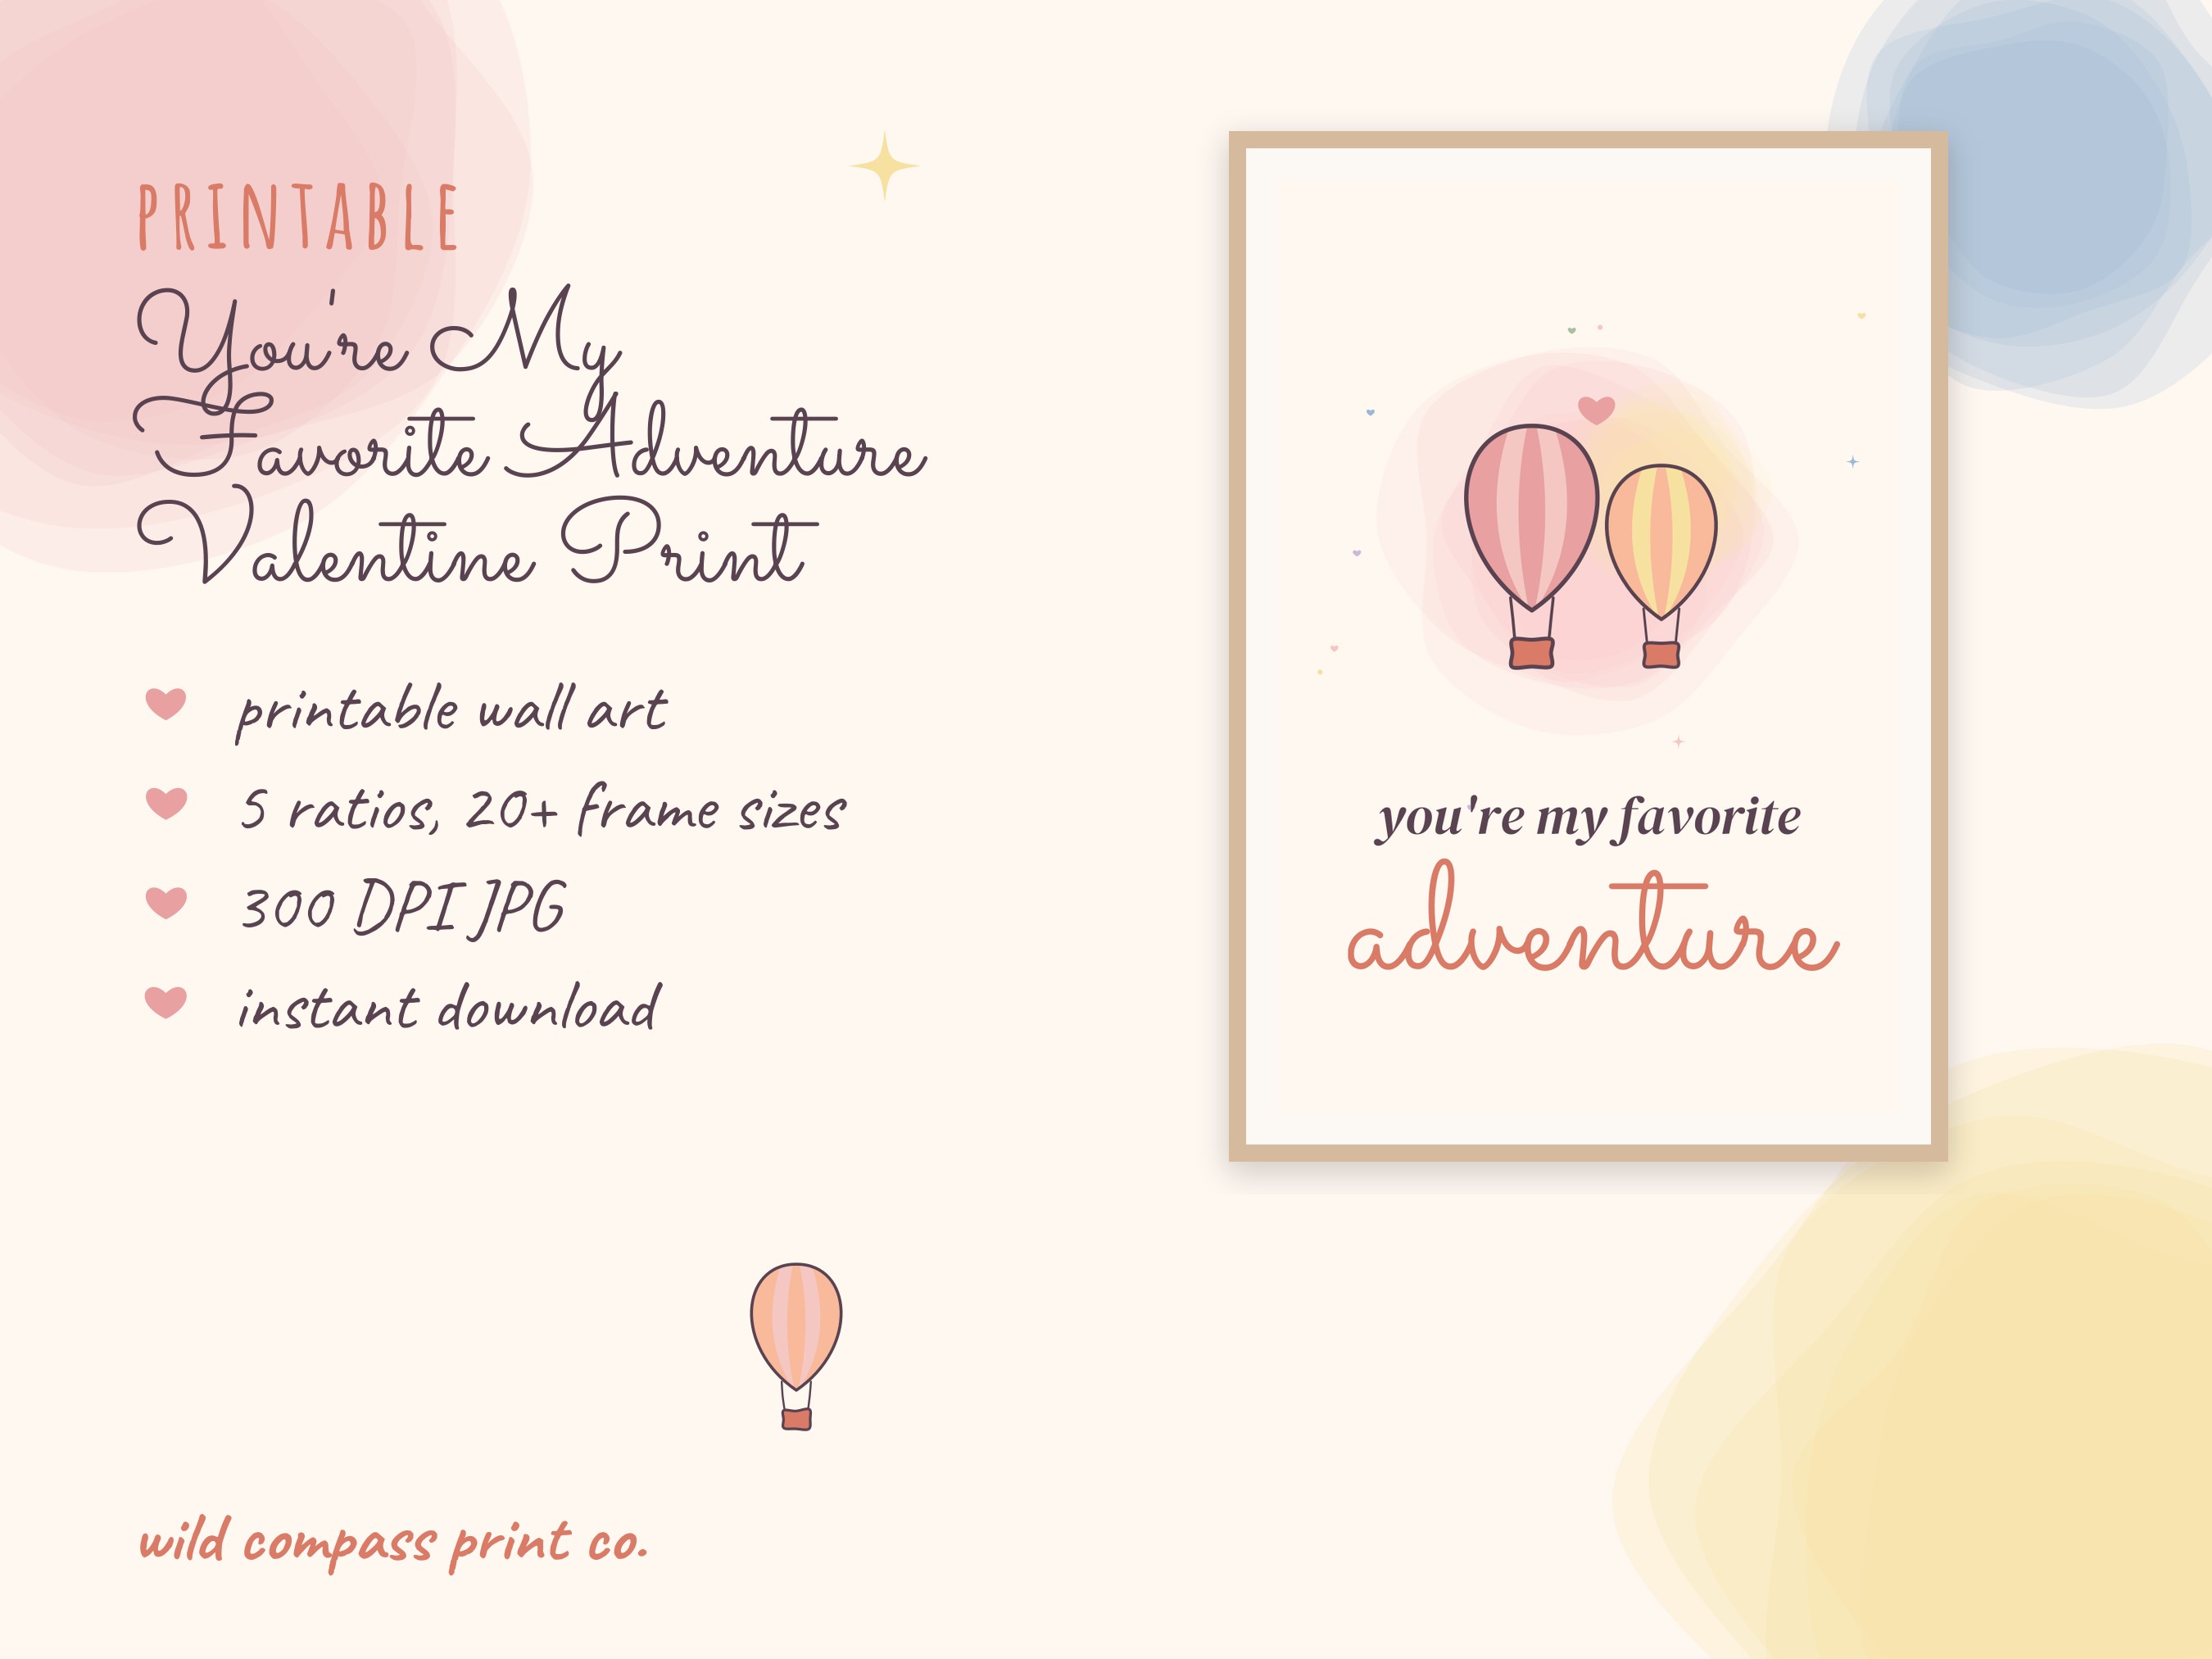 PRINTABLE
You're My
Favorite Adventure
Valentine Print
printable wall art
5 ratios, 20+ frame sizes
300 DPI JPG
instant download
wild compass print co.
you're my favorite
adventure